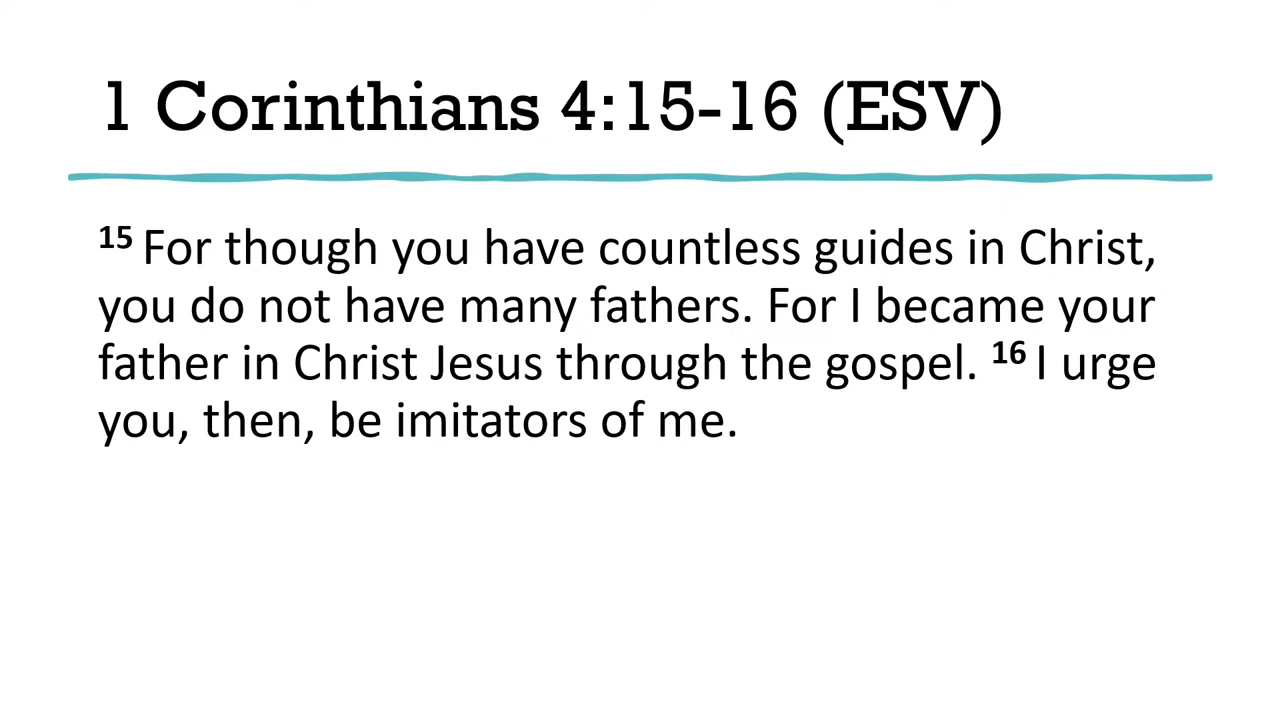 1 Corinthians 4:15-16 (ESV)
15 For though you have countless guides in Christ,
you do not have many fathers. For I became your
father in Christ Jesus through the gospel. 16 I urge
you, then, be imitators of me.